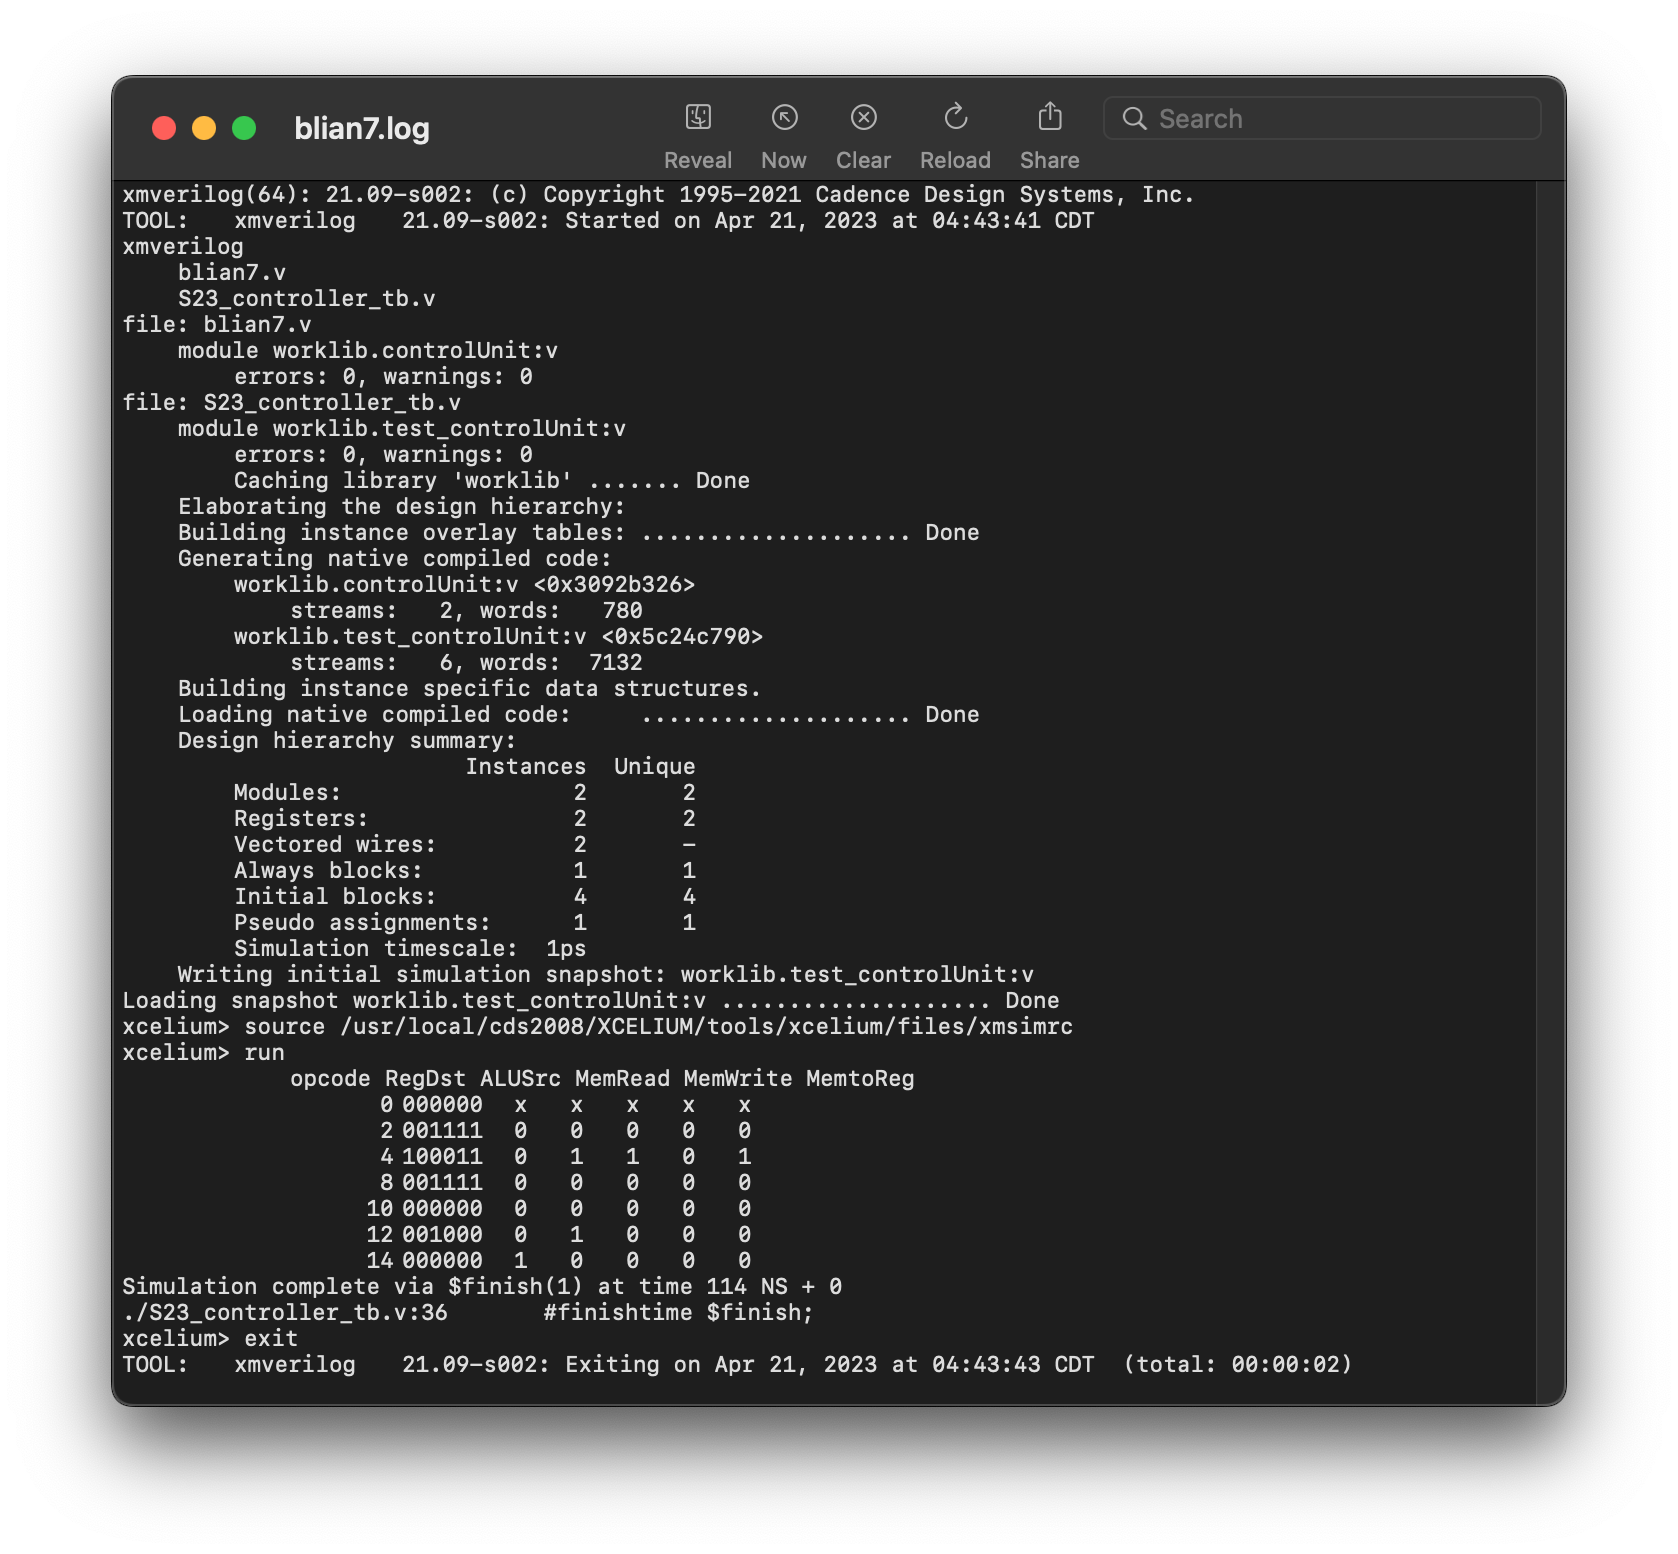 blian7.log
Reveal Now Clear Reload Share Search
xmverilog(64): 21.09-s002: (c) Copyright 1995-2021 Cadence Design Systems, Inc.
TOOL:	xmverilog	21.09-s002: Started on Apr 21, 2023 at 04:43:41 CDT
xmverilog
    blian7.v
    S23_controller_tb.v
file: blian7.v
    module worklib.controlUnit:v
        errors: 0, warnings: 0
file: S23_controller_tb.v
    module worklib.test_controlUnit:v
        errors: 0, warnings: 0
        Caching library 'worklib' ....... Done
    Elaborating the design hierarchy:
    Building instance overlay tables: .................... Done
    Generating native compiled code:
        worklib.controlUnit:v <0x3092b326>
            streams:   2, words:   780
        worklib.test_controlUnit:v <0x5c24c790>
            streams:   6, words:  7132
    Building instance specific data structures.
    Loading native compiled code:     .................... Done
    Design hierarchy summary:
                         Instances  Unique
        Modules:                 2       2
        Registers:               2       2
        Vectored wires:          2       -
        Always blocks:           1       1
        Initial blocks:          4       4
        Pseudo assignments:      1       1
        Simulation timescale:  1ps
    Writing initial simulation snapshot: worklib.test_controlUnit:v
Loading snapshot worklib.test_controlUnit:v .................... Done
xcelium> source /usr/local/cds2008/XCELIUM/tools/xcelium/files/xmsimrc
xcelium> run
            opcode RegDst ALUSrc MemRead MemWrite MemtoReg
                   0 000000   x   x   x   x   x
                   2 001111   0   0   0   0   0
                   4 100011   0   1   1   0   1
                   8 001111   0   0   0   0   0
                  10 000000   0   0   0   0   0
                  12 001000   0   1   0   0   0
                  14 000000   1   0   0   0   0
Simulation complete via $finish(1) at time 114 NS + 0
./S23_controller_tb.v:36       #finishtime $finish;
xcelium> exit
TOOL:	xmverilog	21.09-s002: Exiting on Apr 21, 2023 at 04:43:43 CDT  (total: 00:00:02)